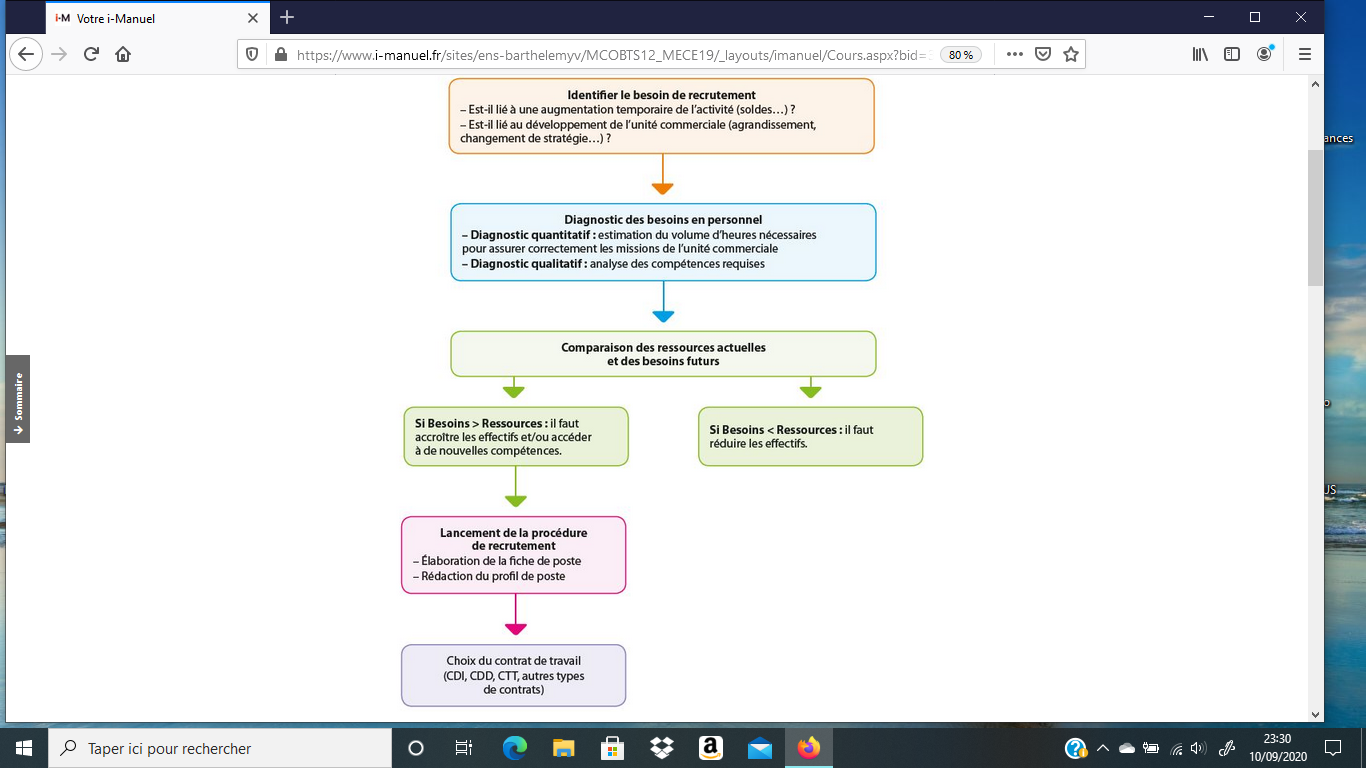 i-M Votre i-Manuel
https://www.i-manuel.fr/sites/ens-barthelemyv/MCOBTS12_MECE19/_layouts/imanuel/Cours.aspx?bid=
80 %
Identifier le besoin de recrutement
– Est-il lié à une augmentation temporaire de l'activité (soldes…) ?
– Est-il lié au développement de l'unité commerciale (agrandissement,
changement de stratégie…) ?
Diagnostic des besoins en personnel
– Diagnostic quantitatif : estimation du volume d'heures nécessaires
pour assurer correctement les missions de l'unité commerciale
– Diagnostic qualitatif : analyse des compétences requises
Comparaison des ressources actuelles
et des besoins futurs
Si Besoins > Ressources : il faut
accroître les effectifs et/ou accéder
à de nouvelles compétences.
Si Besoins < Ressources : il faut
réduire les effectifs.
Lancement de la procédure
de recrutement
– Élaboration de la fiche de poste
– Rédaction du profil de poste
Choix du contrat de travail
(CDI, CDD, CTT, autres types
de contrats)
Sommaire
ances
US
Taper ici pour rechercher
23:30
10/09/2020